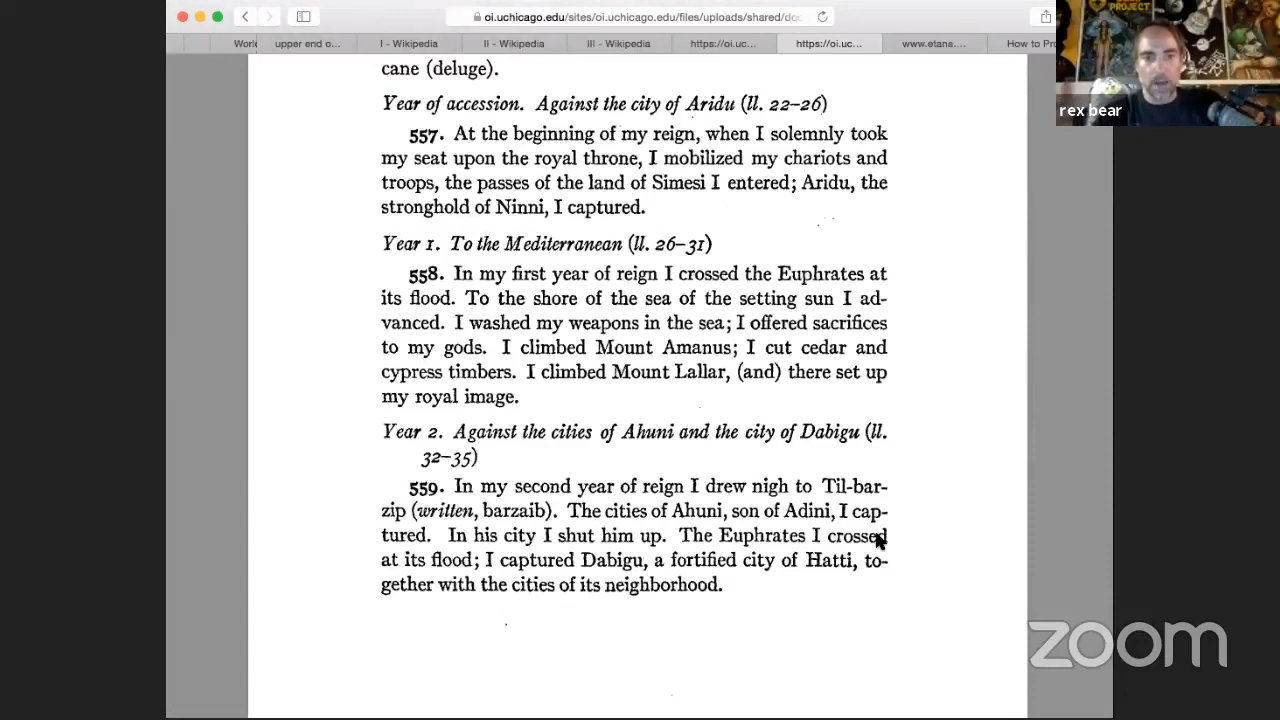 oi.uchicago.edu/sites/oi.uchicago.edu/files/uploads/shared/doc
upper end o... I - Wikipedia II - Wikipedia III - Wikipedia https://oi.uc... https://oi.uc... www.etana.... How to Pro
rex bear
cane (deluge).
Year of accession. Against the city of Aridu (ll. 22–26)
557. At the beginning of my reign, when I solemnly took
my seat upon the royal throne, I mobilized my chariots and
troops, the passes of the land of Simesi I entered; Aridu, the
stronghold of Ninni, I captured.
Year 1. To the Mediterranean (ll. 26–31)
558. In my first year of reign I crossed the Euphrates at
its flood. To the shore of the sea of the setting sun I ad-
vanced. I washed my weapons in the sea; I offered sacrifices
to my gods. I climbed Mount Amanus; I cut cedar and
cypress timbers. I climbed Mount Lallar, (and) there set up
my royal image.
Year 2. Against the cities of Ahuni and the city of Dabigu (ll.
32–35)
559. In my second year of reign I drew nigh to Til-bar-
zip (written, barzaib). The cities of Ahuni, son of Adini, I cap-
tured. In his city I shut him up. The Euphrates I crossed
at its flood; I captured Dabigu, a fortified city of Hatti, to-
gether with the cities of its neighborhood.
zoom